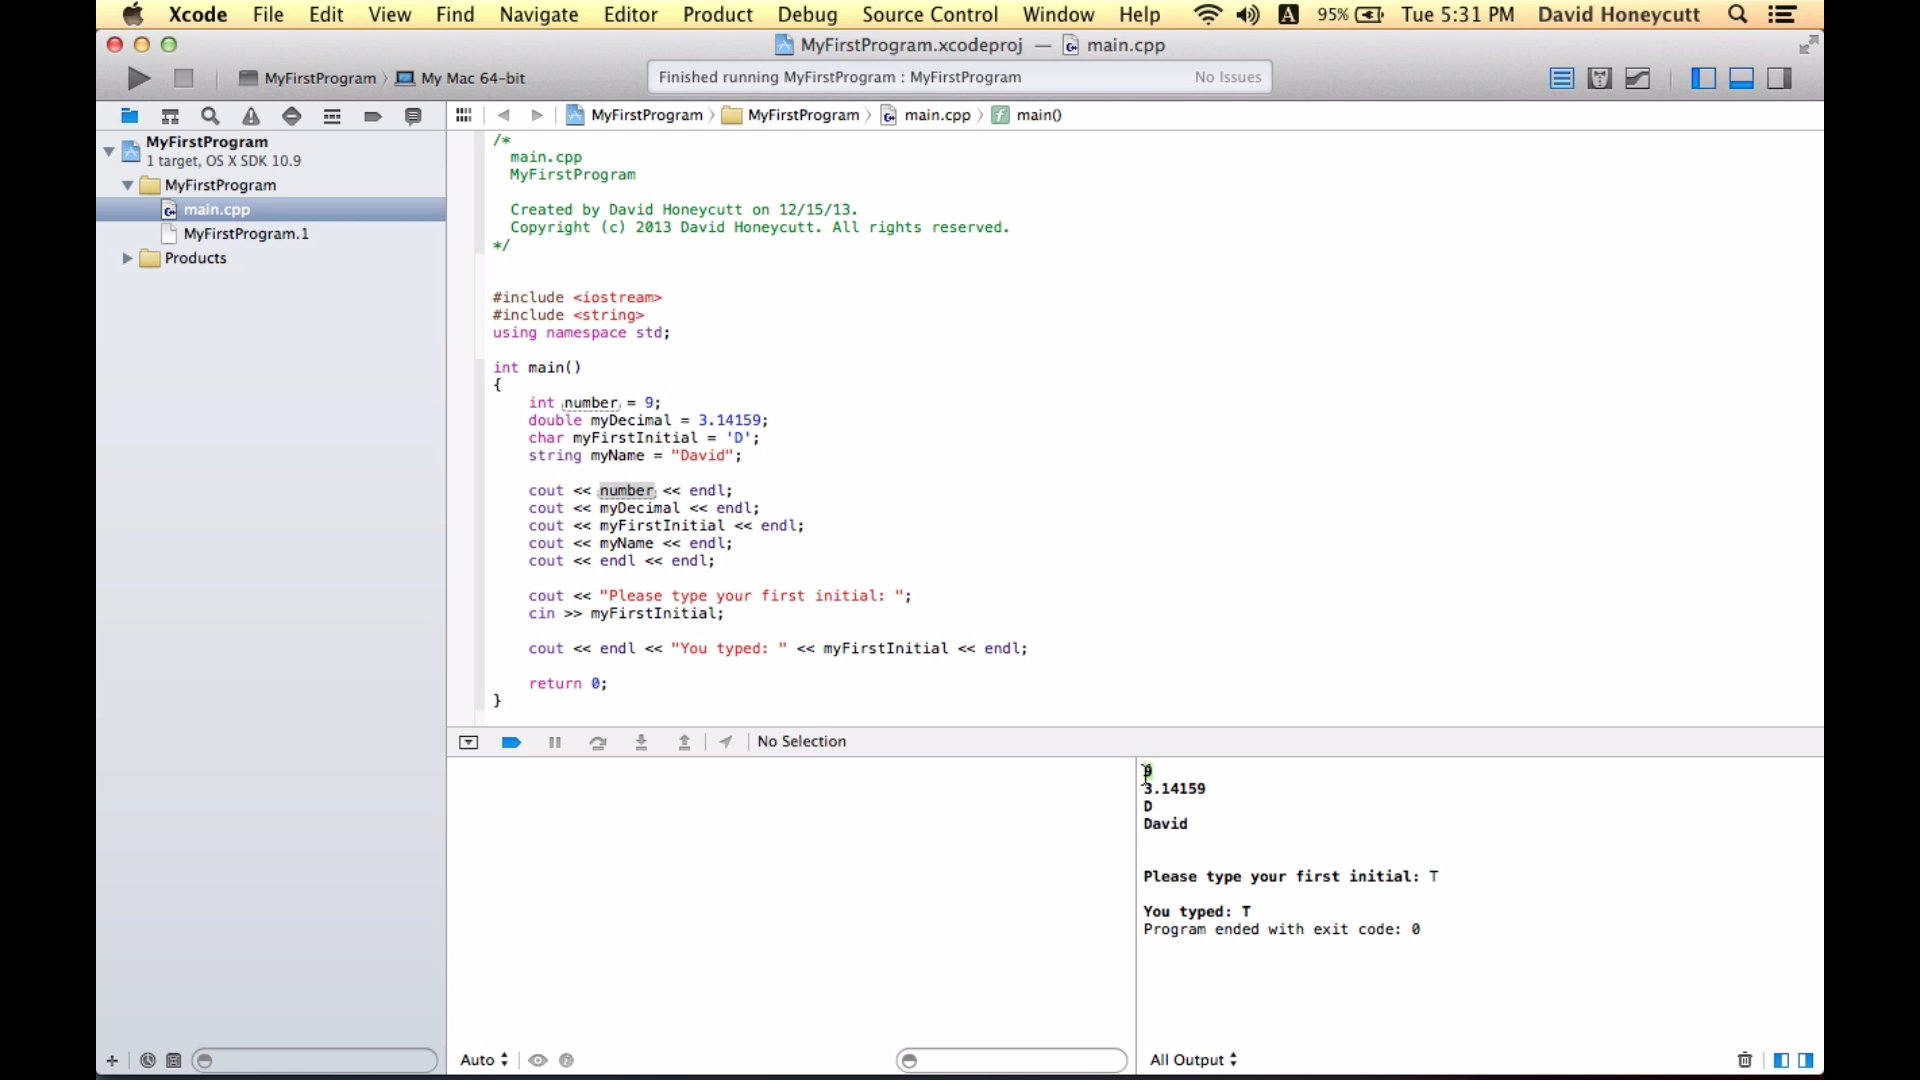 Xcode File Edit View Find Navigate Editor Product Debug Source Control Window Help A 95% Tue 5:31 PM David Honeycutt
MyFirstProgram.xcodeproj — main.cpp
MyFirstProgram My Mac 64-bit
Finished running MyFirstProgram : MyFirstProgram No Issues
MyFirstProgram MyFirstProgram main.cpp main()
MyFirstProgram
1 target, OS X SDK 10.9
MyFirstProgram
main.cpp
MyFirstProgram.1
Products
/*
main.cpp
MyFirstProgram
Created by David Honeycutt on 12/15/13.
Copyright (c) 2013 David Honeycutt. All rights reserved.
*/
#include <iostream>
#include <string>
using namespace std;
int main()
{
int number = 9;
double myDecimal = 3.14159;
char myFirstInitial = 'D';
string myName = "David";
cout << number << endl;
cout << myDecimal << endl;
cout << myFirstInitial << endl;
cout << myName << endl;
cout << endl << endl;
cout << "Please type your first initial: ";
cin >> myFirstInitial;
cout << endl << "You typed: " << myFirstInitial << endl;
return 0;
}
No Selection
9
3.14159
D
David
Please type your first initial: T
You typed: T
Program ended with exit code: 0
Auto
All Output